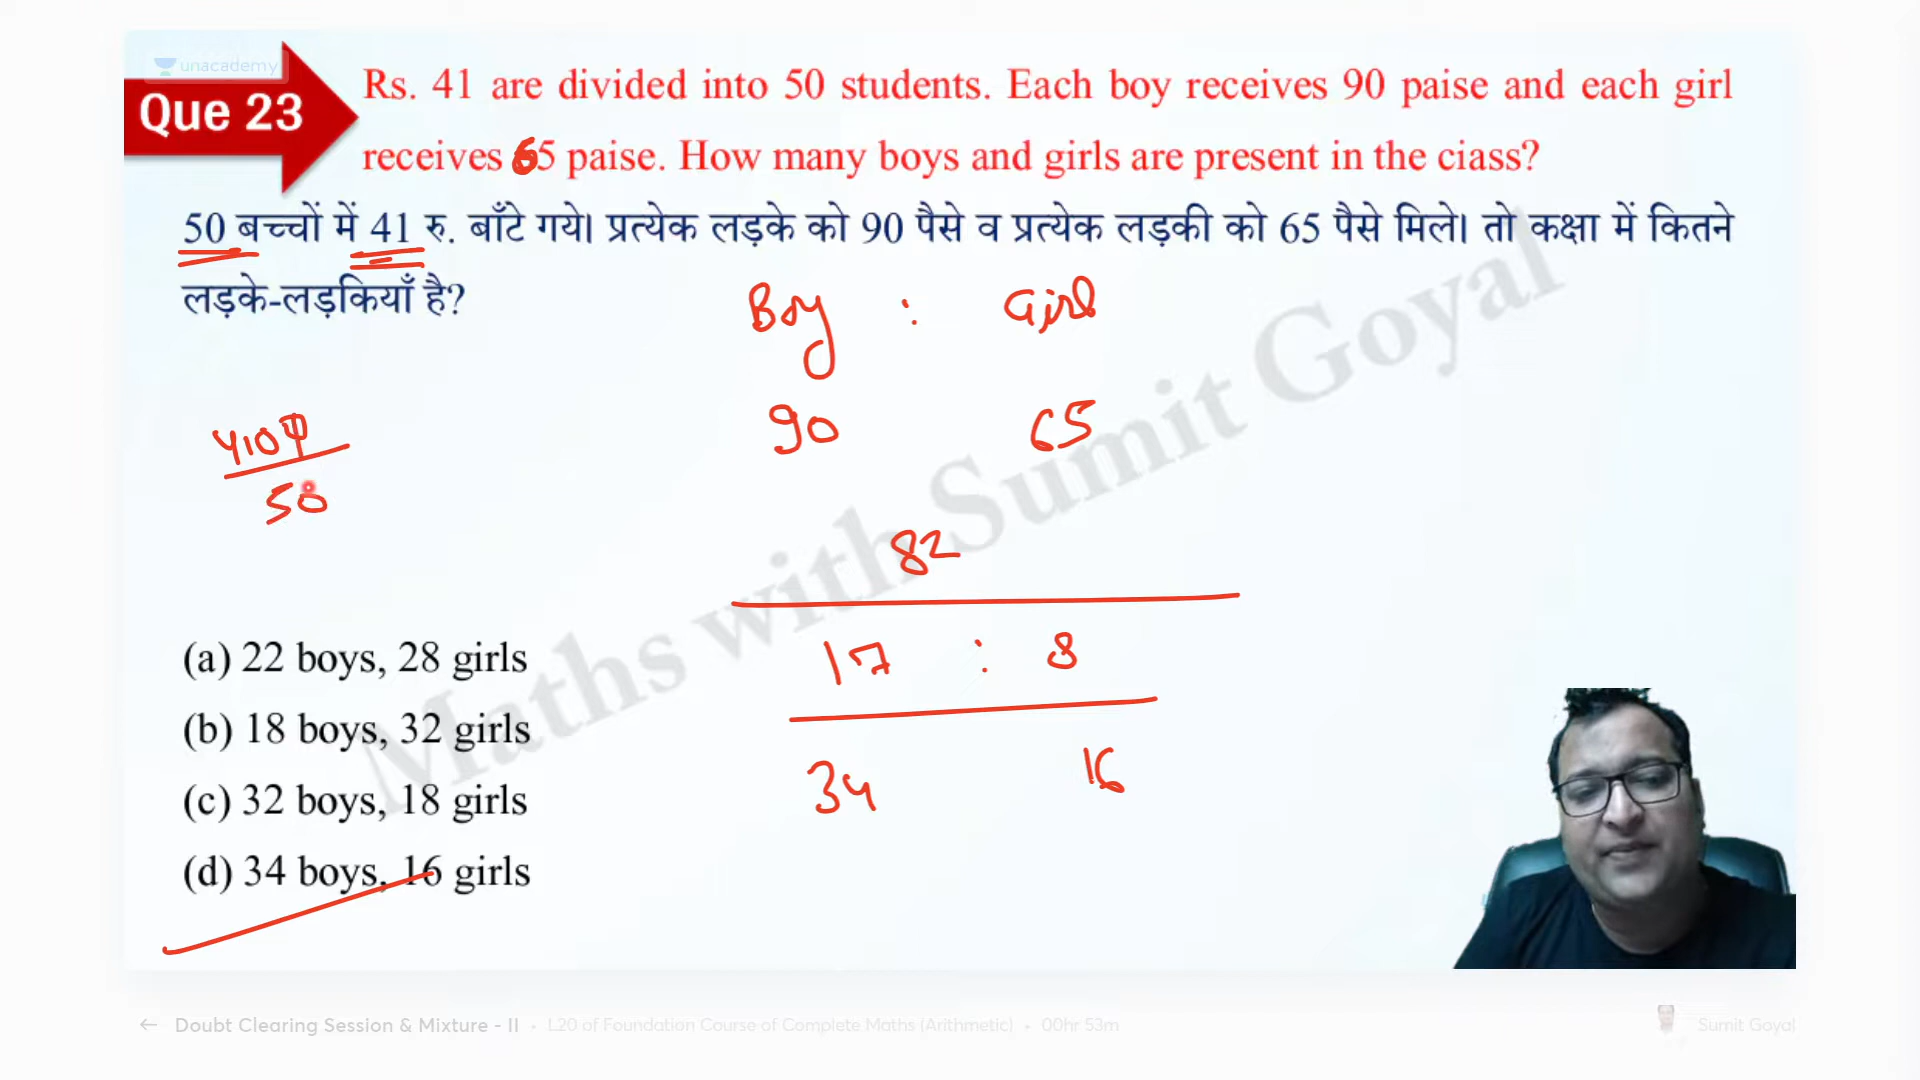 unacademy
Que 23
Rs. 41 are divided into 50 students. Each boy receives 90 paise and each girl
receives 65 paise. How many boys and girls are present in the ciass?
50 बच्चों में 41 रु. बाँटे गये। प्रत्येक लड़के को 90 पैसे व प्रत्येक लड़की को 65 पैसे मिले। तो कक्षा में कितने
लड़के-लड़कियाँ है?
Boy : Girl
90 65
50
82
17 : 8
34 16
(a) 22 boys, 28 girls
(b) 18 boys, 32 girls
(c) 32 boys, 18 girls
(d) 34 boys, 16 girls
Maths with Sumit Goyal
← Doubt Clearing Session & Mixture - II • L20 of Foundation Course of Complete Maths (Arithmetic) • 00hr 53m
Sumit Goyal